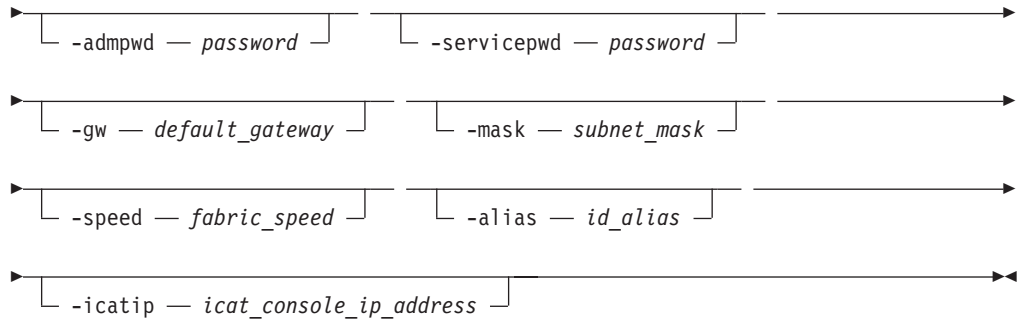 -admpwd — password -servicepwd — password
-gw — default_gateway -mask — subnet_mask
-speed — fabric_speed -alias — id_alias
-icatip — icat_console_ip_address